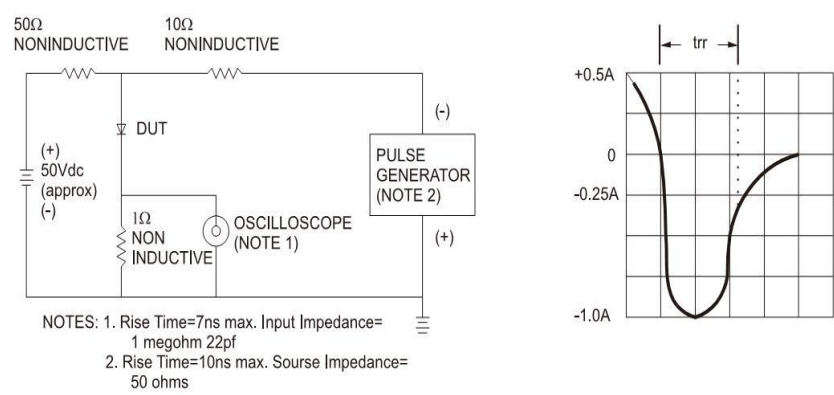 50Ω
NONINDUCTIVE
10Ω
NONINDUCTIVE
DUT
(+)
50Vdc
(approx)
(-)
1Ω
NON
INDUCTIVE
OSCILLOSCOPE
(NOTE 1)
(-)
PULSE
GENERATOR
(NOTE 2)
(+)
NOTES: 1. Rise Time=7ns max. Input Impedance=
1 megohm 22pf
2. Rise Time=10ns max. Sourse Impedance=
50 ohms
trr
+0.5A
0
-0.25A
-1.0A